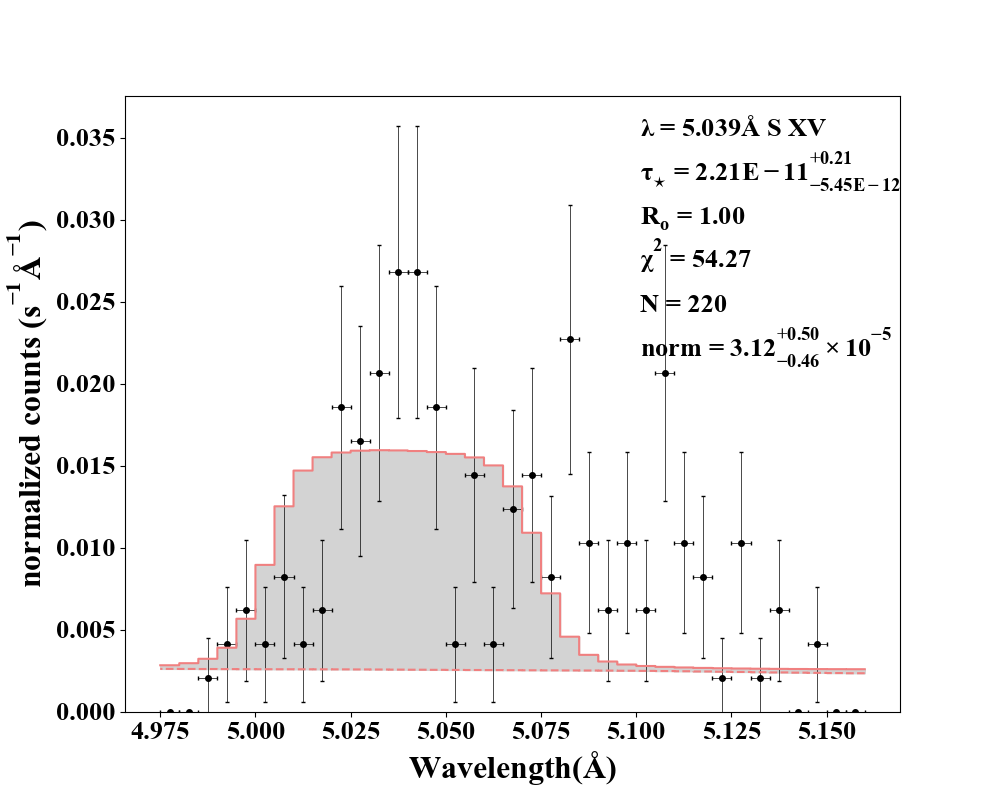 λ = 5.039Å S XV
τ⋆ = 2.21E − 11 +0.21 −5.45E − 12
Ro = 1.00
χ² = 54.27
N = 220
norm = 3.12 +0.50 −0.46 × 10⁻⁵
normalized counts (s⁻¹ Å⁻¹)
0.035
0.030
0.025
0.020
0.015
0.010
0.005
0.000
4.975 5.000 5.025 5.050 5.075 5.100 5.125 5.150
Wavelength(Å)